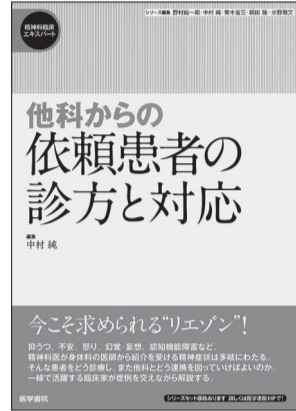 精神科臨床
エキスパート
シリーズ編集 野村総一郎・中村 純・青木省三・朝田 隆・水野雅文
他科からの
依頼患者の
診方と対応
編集
中村 純
今こそ求められる“リエゾン”!
抑うつ、不安、怒り、幻覚・妄想、認知機能障害など、
精神科医が身体科の医師から紹介を受ける精神症状は多岐にわたる。
そんな患者をどう診療し、また他科とどう連携を図っていけばよいのか。
一線で活躍する臨床家が症例を交えながら解説する。
医学書院
シリーズセット価格あります 詳しくは医学書院HPで!